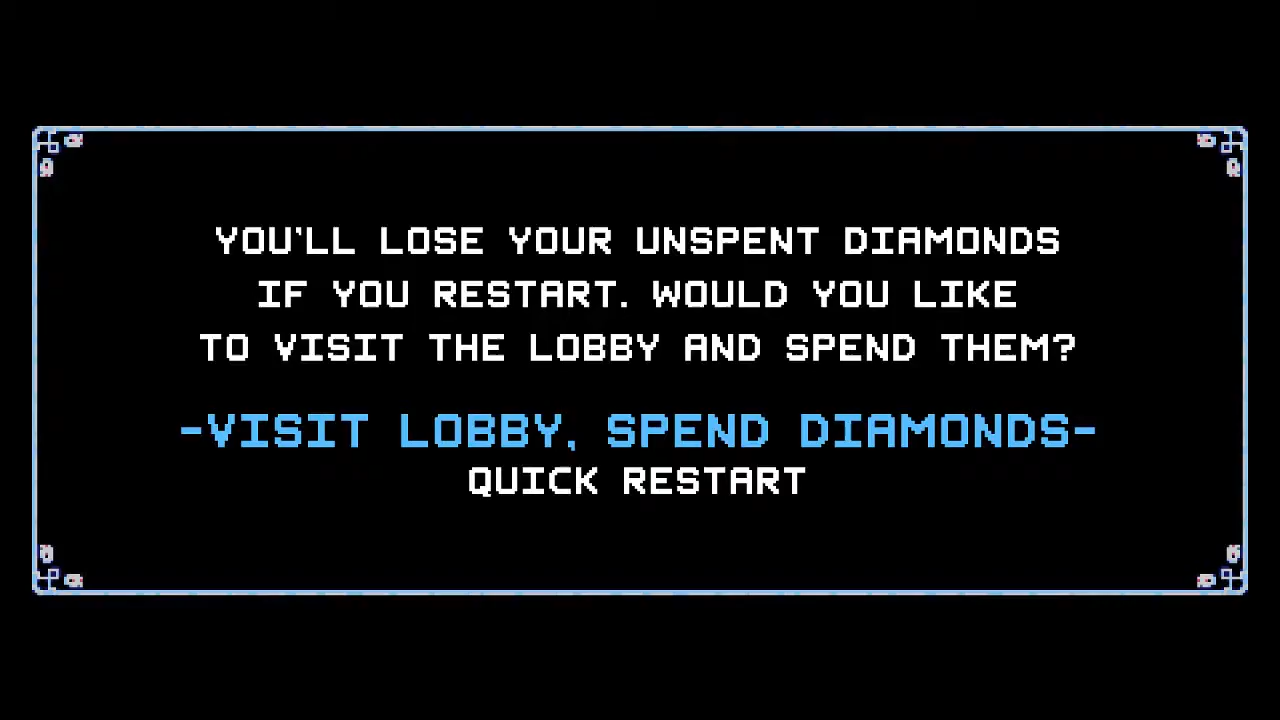 YOU'LL LOSE YOUR UNSPENT DIAMONDS
IF YOU RESTART. WOULD YOU LIKE
TO VISIT THE LOBBY AND SPEND THEM?
-VISIT LOBBY, SPEND DIAMONDS-
QUICK RESTART